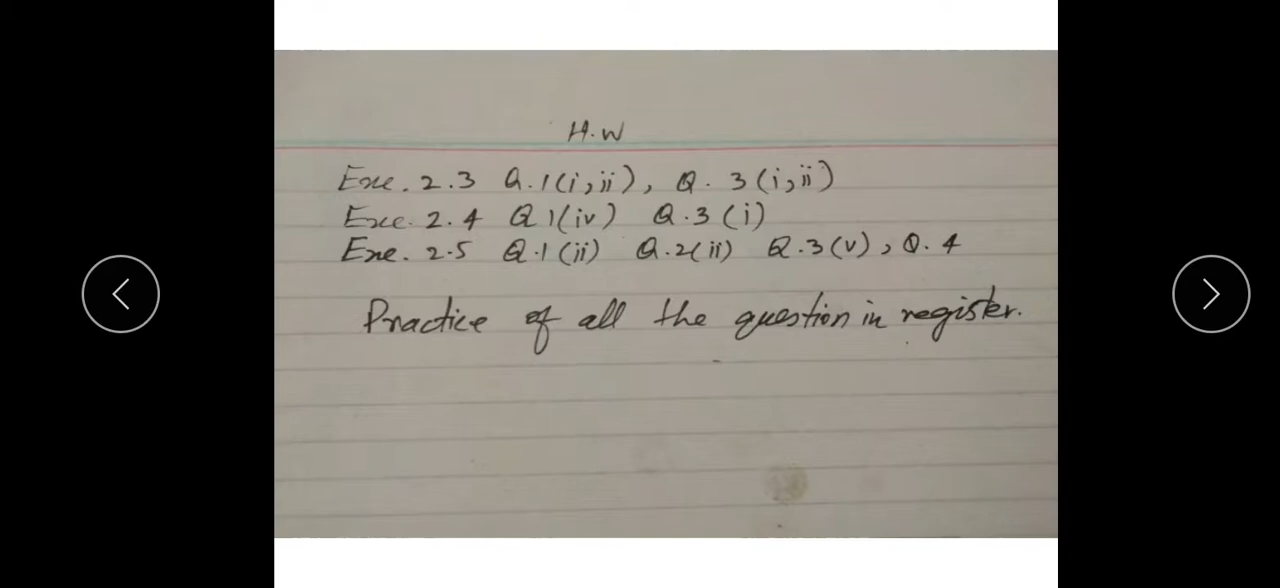 H.W
Exe. 2.3 Q.1(i,ii), Q. 3(i,ii)
Exe. 2.4 Q1(iv) Q.3(i)
Exe. 2.5 Q.1(ii) Q.2(ii) Q.3(v), Q. 4
Practice of all the question in register.